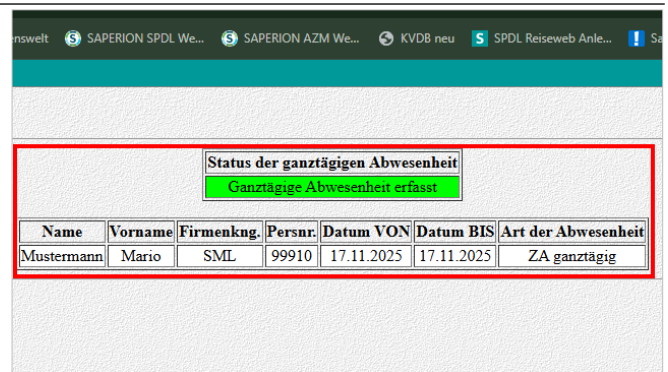 nswelt SAPERION SPDL We... SAPERION AZM We... KVDB neu SPDL Reiseweb Anle... Sa
Status der ganztägigen Abwesenheit
Ganztägige Abwesenheit erfasst
Name Vorname Firmenkng. Persnr. Datum VON Datum BIS Art der Abwesenheit
Mustermann Mario SML 99910 17.11.2025 17.11.2025 ZA ganztägig